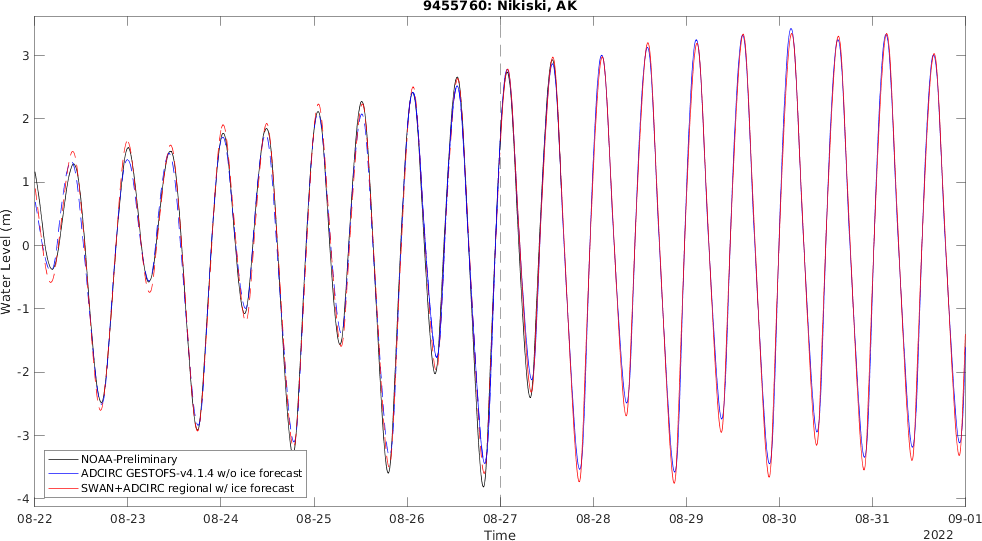 9455760: Nikiski, AK
Water Level (m)
3
2
1
0
-1
-2
-3
-4
NOAA-Preliminary
ADCIRC GESTOFS-v4.1.4 w/o ice forecast
SWAN+ADCIRC regional w/ ice forecast
08-22 08-23 08-24 08-25 08-26 08-27 08-28 08-29 08-30 08-31 09-01
Time
2022